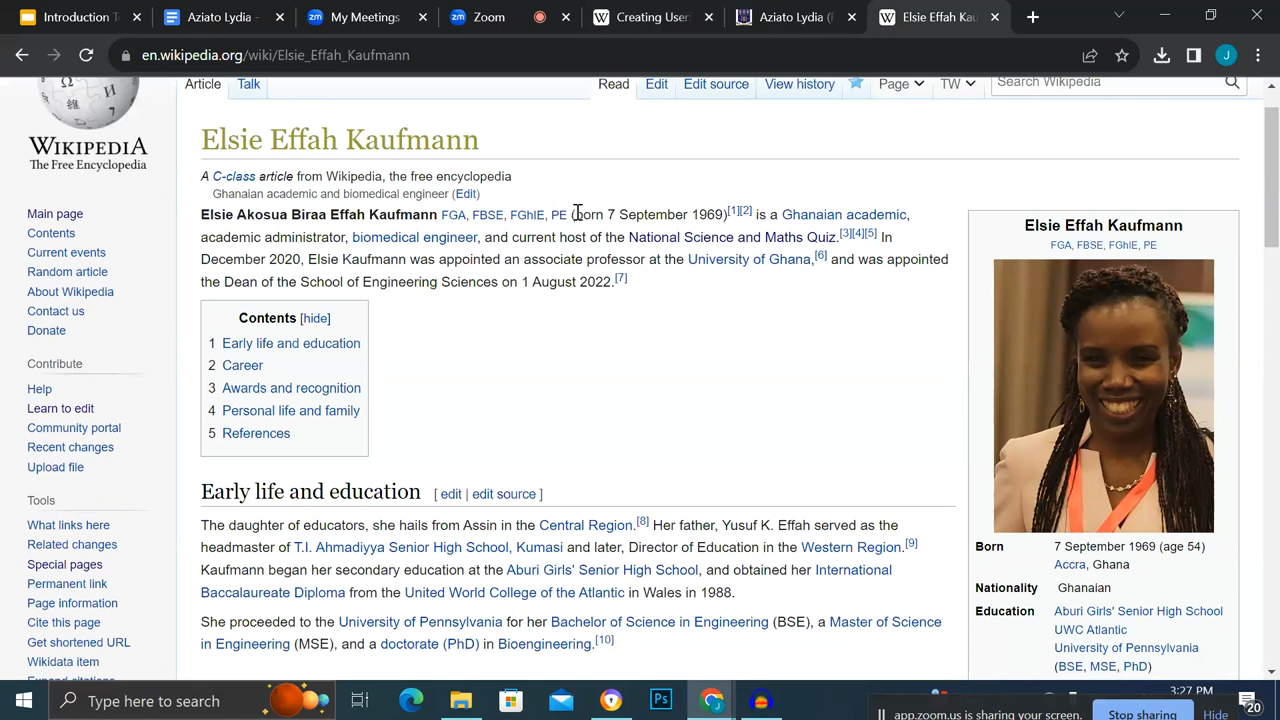 Introduction T
Aziato Lydia -
My Meetings
Zoom
Creating User
Aziato Lydia (
Elsie Effah Kau
en.wikipedia.org/wiki/Elsie_Effah_Kaufmann
J
Article Talk Read Edit Edit source View history Page TW Search Wikipedia
WIKIPEDIA
The Free Encyclopedia
Main page
Contents
Current events
Random article
About Wikipedia
Contact us
Donate
Contribute
Help
Learn to edit
Community portal
Recent changes
Upload file
Tools
What links here
Related changes
Special pages
Permanent link
Page information
Cite this page
Get shortened URL
Wikidata item
Elsie Effah Kaufmann
A C-class article from Wikipedia, the free encyclopedia
Ghanaian academic and biomedical engineer (Edit)
Elsie Akosua Biraa Effah Kaufmann FGA, FBSE, FGhIE, PE (born 7 September 1969)[1][2] is a Ghanaian academic,
academic administrator, biomedical engineer, and current host of the National Science and Maths Quiz.[3][4][5] In
December 2020, Elsie Kaufmann was appointed an associate professor at the University of Ghana,[6] and was appointed
the Dean of the School of Engineering Sciences on 1 August 2022.[7]
Contents [hide]
1 Early life and education
2 Career
3 Awards and recognition
4 Personal life and family
5 References
Early life and education [ edit | edit source ]
The daughter of educators, she hails from Assin in the Central Region.[8] Her father, Yusuf K. Effah served as the
headmaster of T.I. Ahmadiyya Senior High School, Kumasi and later, Director of Education in the Western Region.[9]
Kaufmann began her secondary education at the Aburi Girls' Senior High School, and obtained her International
Baccalaureate Diploma from the United World College of the Atlantic in Wales in 1988.
She proceeded to the University of Pennsylvania for her Bachelor of Science in Engineering (BSE), a Master of Science
in Engineering (MSE), and a doctorate (PhD) in Bioengineering.[10]
Elsie Effah Kaufmann
FGA, FBSE, FGhIE, PE
Born 7 September 1969 (age 54)
Accra, Ghana
Nationality Ghanaian
Education Aburi Girls' Senior High School
UWC Atlantic
University of Pennsylvania
(BSE, MSE, PhD)
Type here to search
Ps
3:27 PM
20
app.zoom.us is sharing your screen.
Stop sharing
Hide